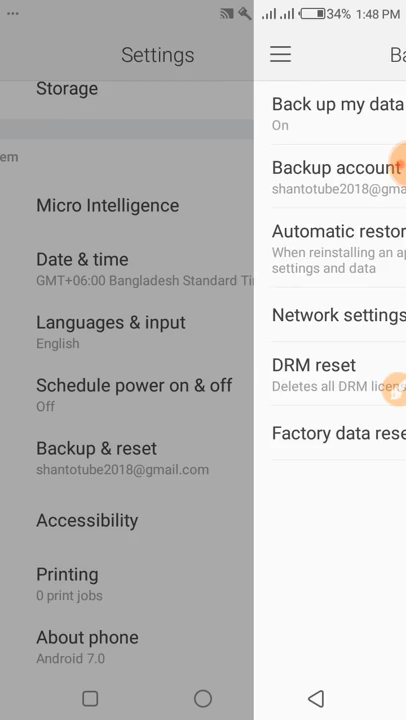 34% 1:48 PM
Settings
Storage
em
Micro Intelligence
Date & time
GMT+06:00 Bangladesh Standard Ti
Languages & input
English
Schedule power on & off
Off
Backup & reset
shantotube2018@gmail.com
Accessibility
Printing
0 print jobs
About phone
Android 7.0
Ba
Back up my data
On
Backup account
shantotube2018@gma
Automatic restor
When reinstalling an ap
settings and data
Network settings
DRM reset
Deletes all DRM licens
Factory data rese